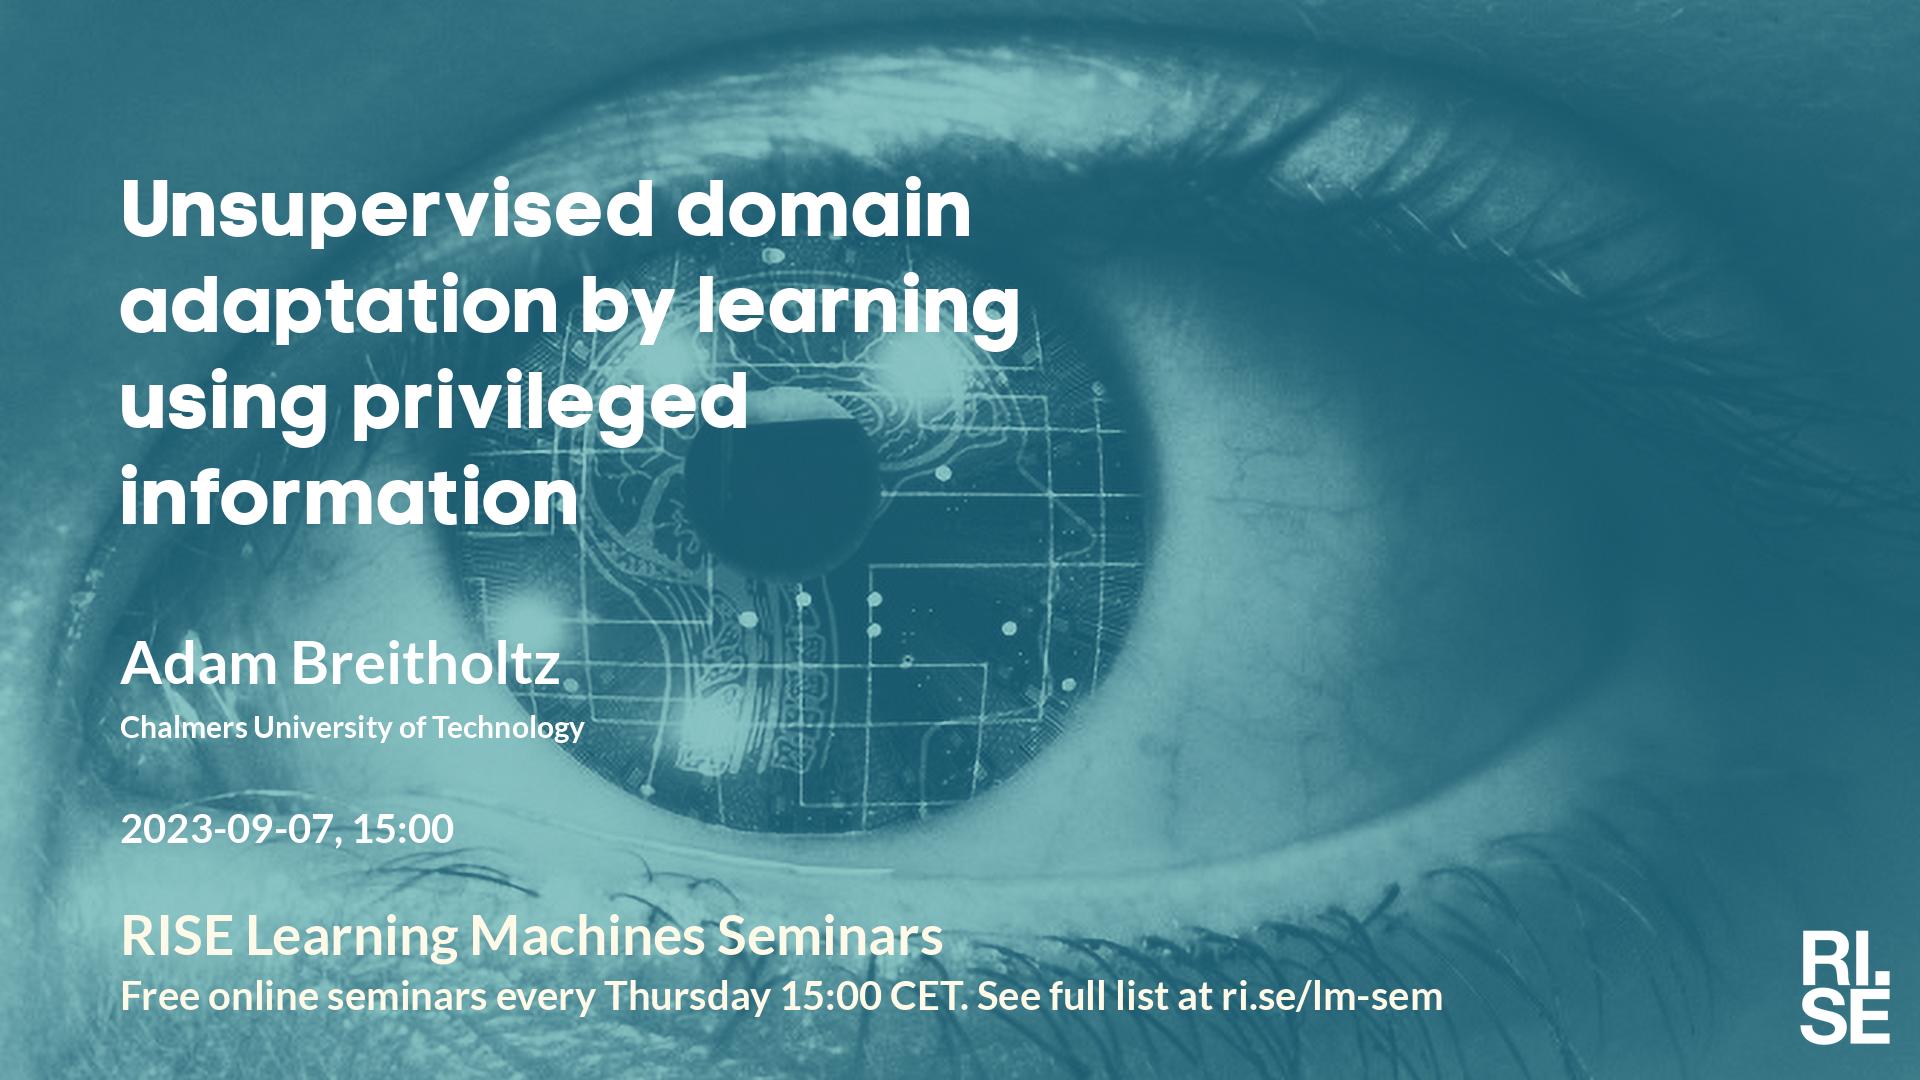 Unsupervised domain
adaptation by learning
using privileged
information
Adam Breitholtz
Chalmers University of Technology
2023-09-07, 15:00
RISE Learning Machines Seminars
Free online seminars every Thursday 15:00 CET. See full list at ri.se/lm-sem
RI.
SE